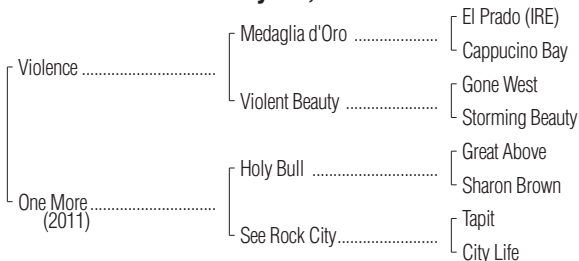 El Prado (IRE)
Medaglia d'Oro
Cappucino Bay
Violence
Gone West
Violent Beauty
Storming Beauty
Great Above
Holy Bull
Sharon Brown
One More
(2011)
Tapit
See Rock City
City Life